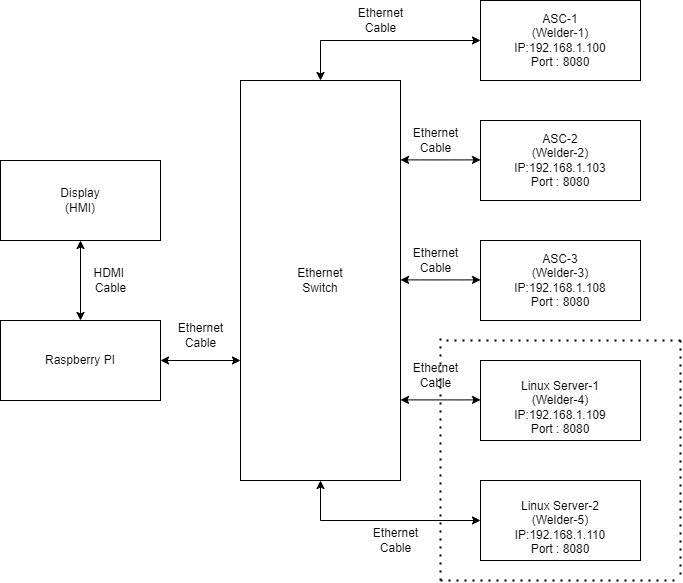 Ethernet
Cable
ASC-1
(Welder-1)
IP:192.168.1.100
Port : 8080
Ethernet
Cable
ASC-2
(Welder-2)
IP:192.168.1.103
Port : 8080
Display
(HMI)
Ethernet
Switch
Ethernet
Cable
ASC-3
(Welder-3)
IP:192.168.1.108
Port : 8080
HDMI
Cable
Ethernet
Cable
Raspberry PI
Ethernet
Cable
Linux Server-1
(Welder-4)
IP:192.168.1.109
Port : 8080
Ethernet
Cable
Linux Server-2
(Welder-5)
IP:192.168.1.110
Port : 8080